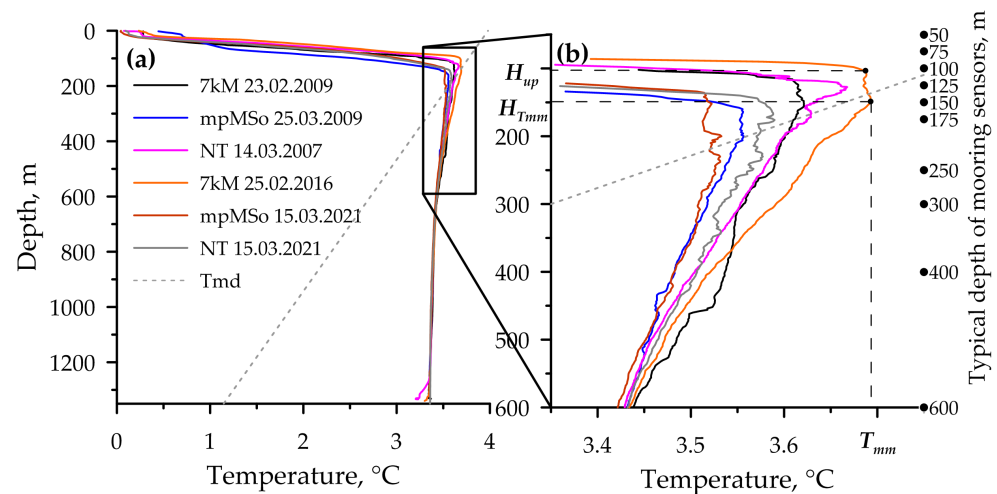 (a)
0
200
400
600
800
1000
1200
Depth, m
7kM 23.02.2009
mpMSo 25.03.2009
NT 14.03.2007
7kM 25.02.2016
mpMSo 15.03.2021
NT 15.03.2021
Tmd
0 1 2 3 4
Temperature, °C
(b)
H up
H Tmm
200
300
400
500
600
3.4 3.5 3.6 T mm
Temperature, °C
50
75
100
125
150
175
250
300
400
600
Typical depth of mooring sensors, m